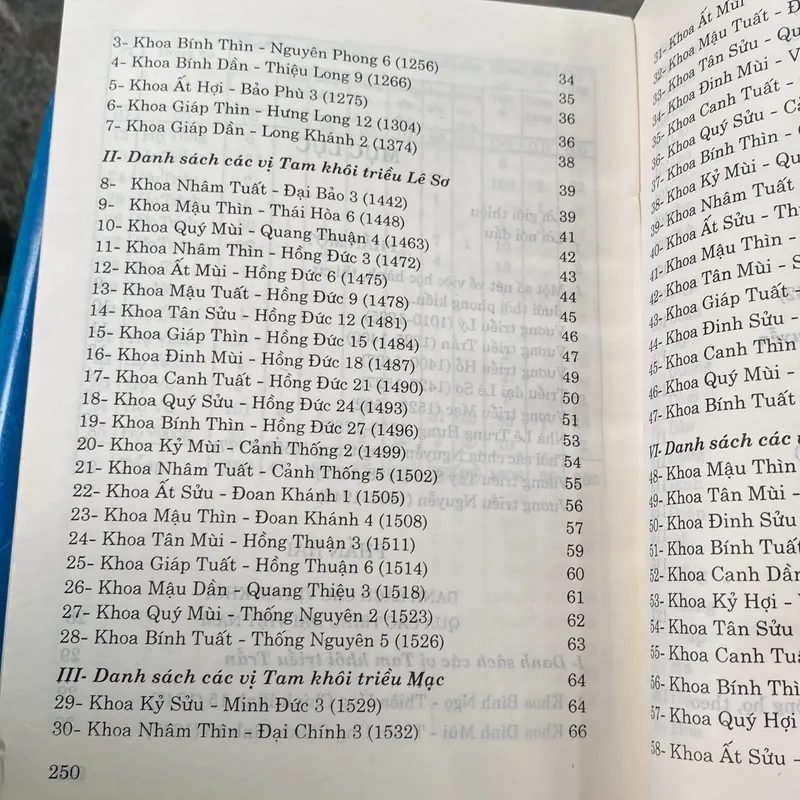 3- Khoa Bính Thìn - Nguyên Phong 6 (1256) 34
4- Khoa Bính Dần - Thiệu Long 9 (1266) 35
5- Khoa Ất Hợi - Bảo Phù 3 (1275) 36
6- Khoa Giáp Thìn - Hưng Long 12 (1304) 36
7- Khoa Giáp Dần - Long Khánh 2 (1374) 38
II- Danh sách các vị Tam khôi triều Lê Sơ 39
8- Khoa Nhâm Tuất - Đại Bảo 3 (1442) 39
9- Khoa Mậu Thìn - Thái Hòa 6 (1448) 41
10- Khoa Quý Mùi - Quang Thuận 4 (1463) 42
11- Khoa Nhâm Thìn - Hồng Đức 3 (1472) 43
12- Khoa Ất Mùi - Hồng Đức 6 (1475) 44
13- Khoa Mậu Tuất - Hồng Đức 9 (1478) 45
14- Khoa Tân Sửu - Hồng Đức 12 (1481) 46
15- Khoa Giáp Thìn - Hồng Đức 15 (1484) 47
16- Khoa Đinh Mùi - Hồng Đức 18 (1487) 49
17- Khoa Canh Tuất - Hồng Đức 21 (1490) 50
18- Khoa Quý Sửu - Hồng Đức 24 (1493) 51
19- Khoa Bính Thìn - Hồng Đức 27 (1496) 53
20- Khoa Kỷ Mùi - Cảnh Thống 2 (1499) 54
21- Khoa Nhâm Tuất - Cảnh Thống 5 (1502) 55
22- Khoa Ất Sửu - Đoan Khánh 1 (1505) 56
23- Khoa Mậu Thìn - Đoan Khánh 4 (1508) 57
24- Khoa Tân Mùi - Hồng Thuận 3 (1511) 59
25- Khoa Giáp Tuất - Hồng Thuận 6 (1514) 60
26- Khoa Mậu Dần - Quang Thiệu 3 (1518) 61
27- Khoa Quý Mùi - Thống Nguyên 2 (1523) 62
28- Khoa Bính Tuất - Thống Nguyên 5 (1526) 63
III- Danh sách các vị Tam khôi triều Mạc 64
29- Khoa Kỷ Sửu - Minh Đức 3 (1529) 64
30- Khoa Nhâm Thìn - Đại Chính 3 (1532) 66
250
31- Khoa Ất Mùi
32- Khoa Mậu Tuất -
33- Khoa Tân Sửu -
34- Khoa Đinh Mùi -
35- Khoa Canh Tuất -
36- Khoa Quý Sửu -
37- Khoa Bính Thìn -
38- Khoa Kỷ Mùi -
39- Khoa Nhâm Tuất
40- Khoa Ất Sửu -
41- Khoa Mậu Thìn -
42- Khoa Tân Mùi -
43- Khoa Giáp Tuất
44- Khoa Đinh Sửu -
45- Khoa Canh Thìn
46- Khoa Quý Mùi -
47- Khoa Bính Tuất
VI- Danh sách các
48- Khoa Mậu Thìn
49- Khoa Tân Mùi -
50- Khoa Đinh Sửu
51- Khoa Bính Tuất
52- Khoa Canh Dần
53- Khoa Kỷ Hợi -
54- Khoa Tân Sửu
55- Khoa Canh Tuất
56- Khoa Bính Thìn
57- Khoa Quý Hợi
58- Khoa Ất Sửu -